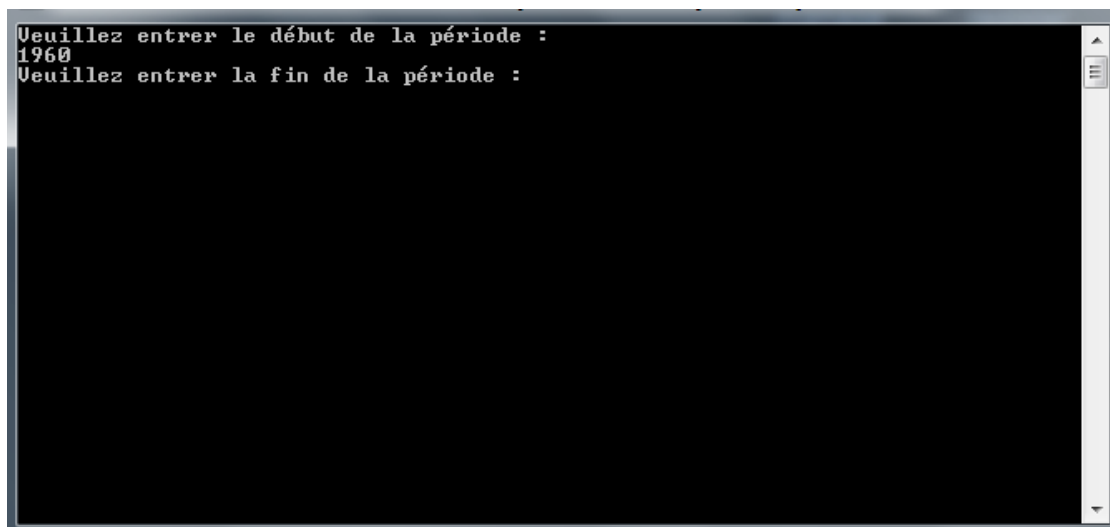 Veuillez entrer le début de la période :
1960
Veuillez entrer la fin de la période :